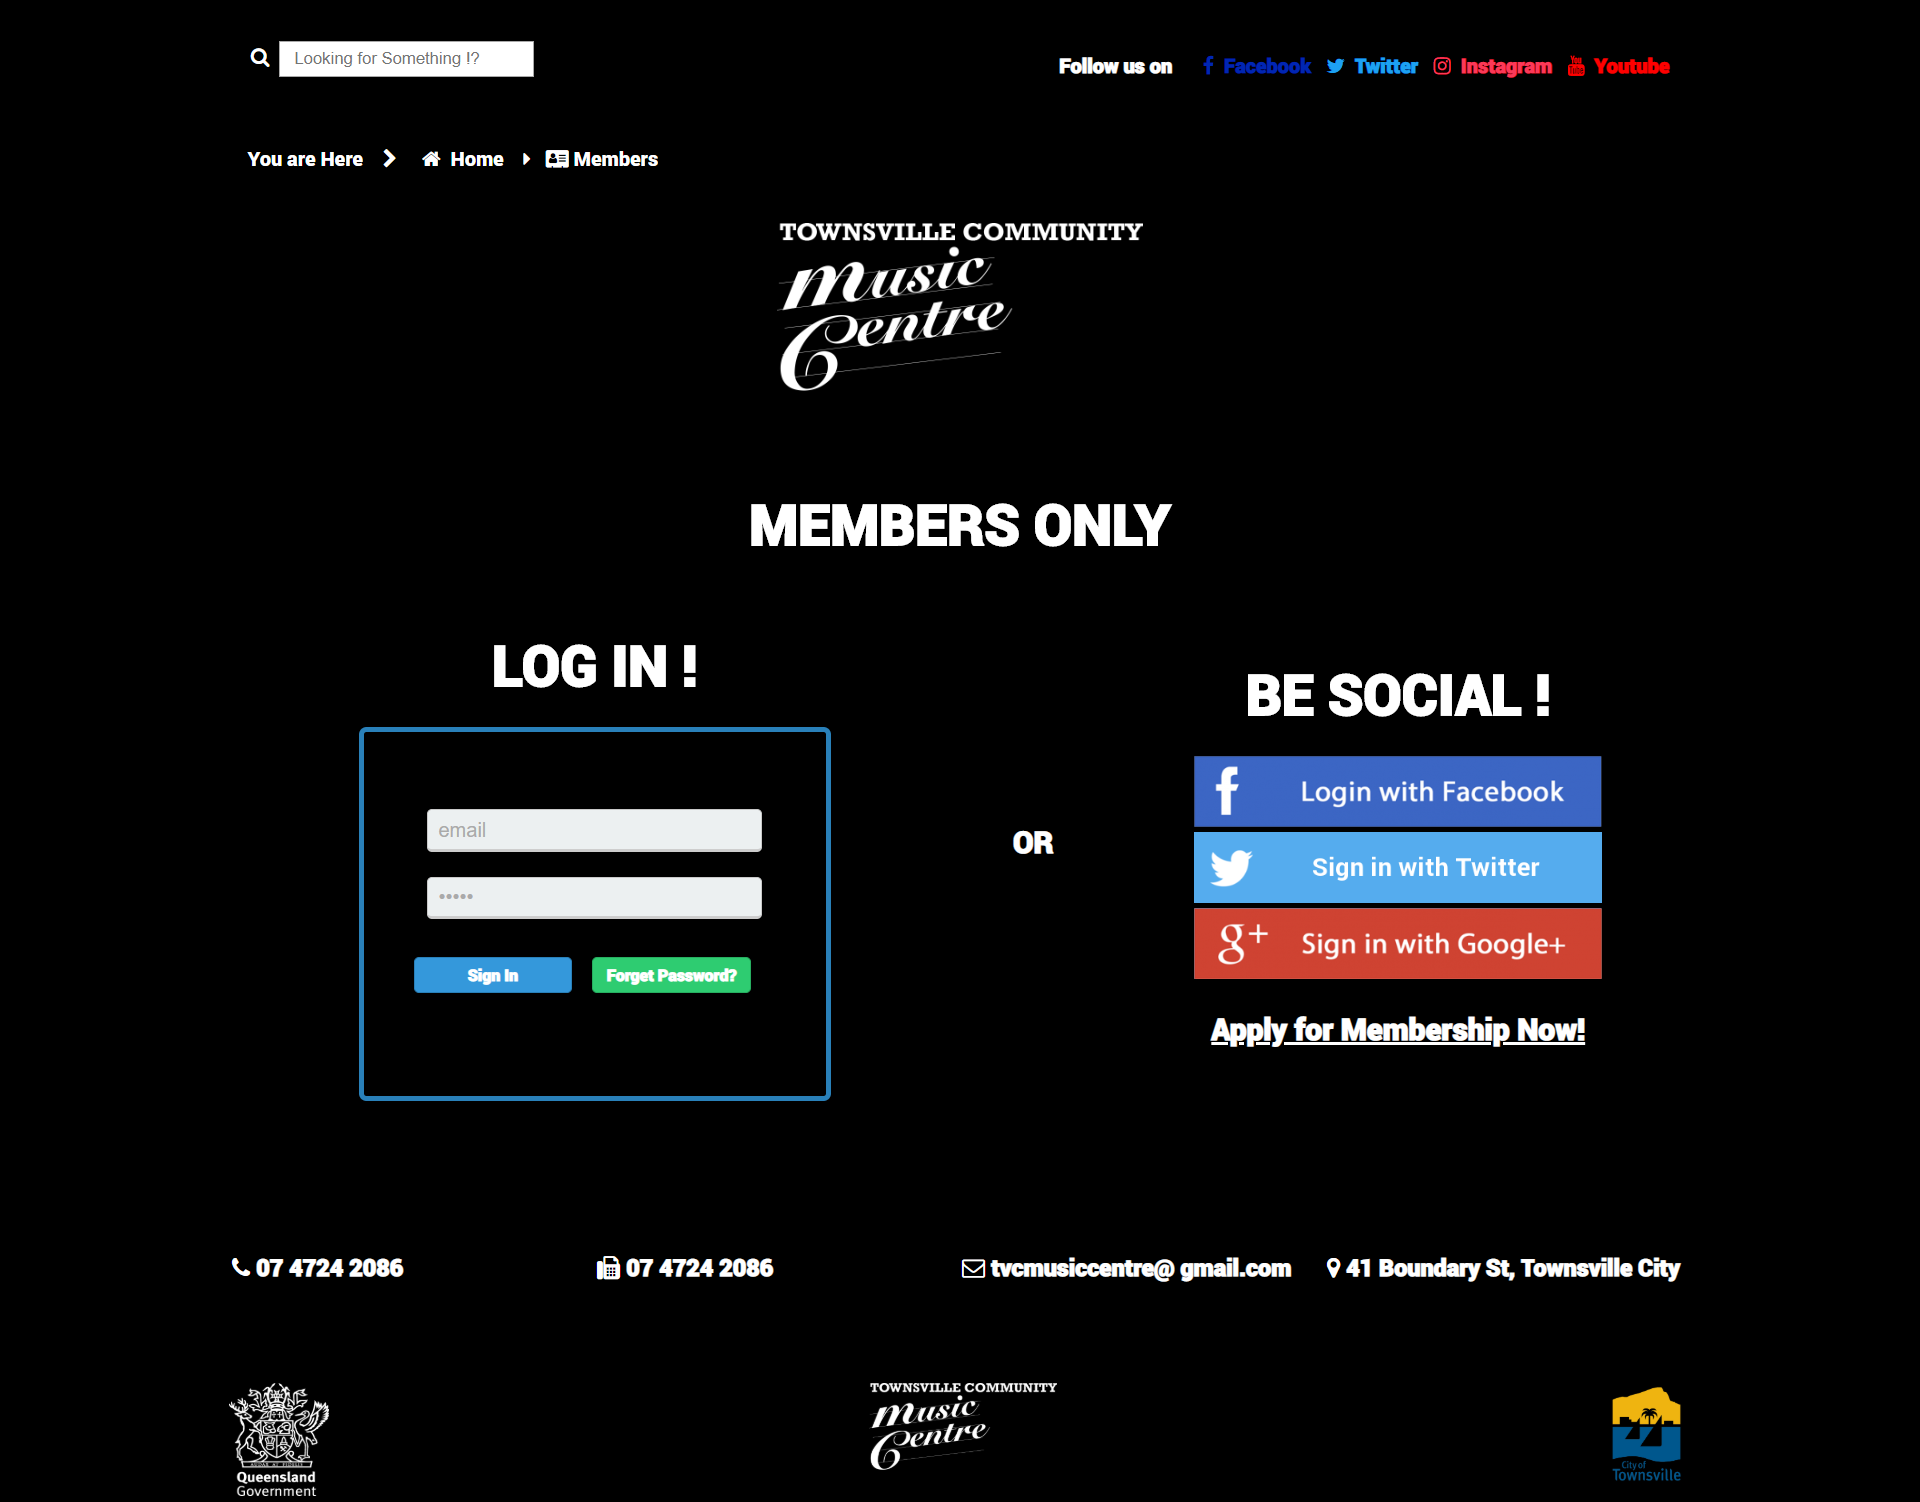 Looking for Something !?
Follow us on Facebook Twitter Instagram Youtube
You are Here Home Members
TOWNSVILLE COMMUNITY
Music
Centre
MEMBERS ONLY
LOG IN !
email
•••••
Sign In Forget Password?
OR
BE SOCIAL !
Login with Facebook
Sign in with Twitter
g+ Sign in with Google+
Apply for Membership Now!
07 4724 2086 07 4724 2086 tvcmusiccentre@ gmail.com 41 Boundary St, Townsville City
Queensland
Government
TOWNSVILLE COMMUNITY
Music
Centre
City of
Townsville